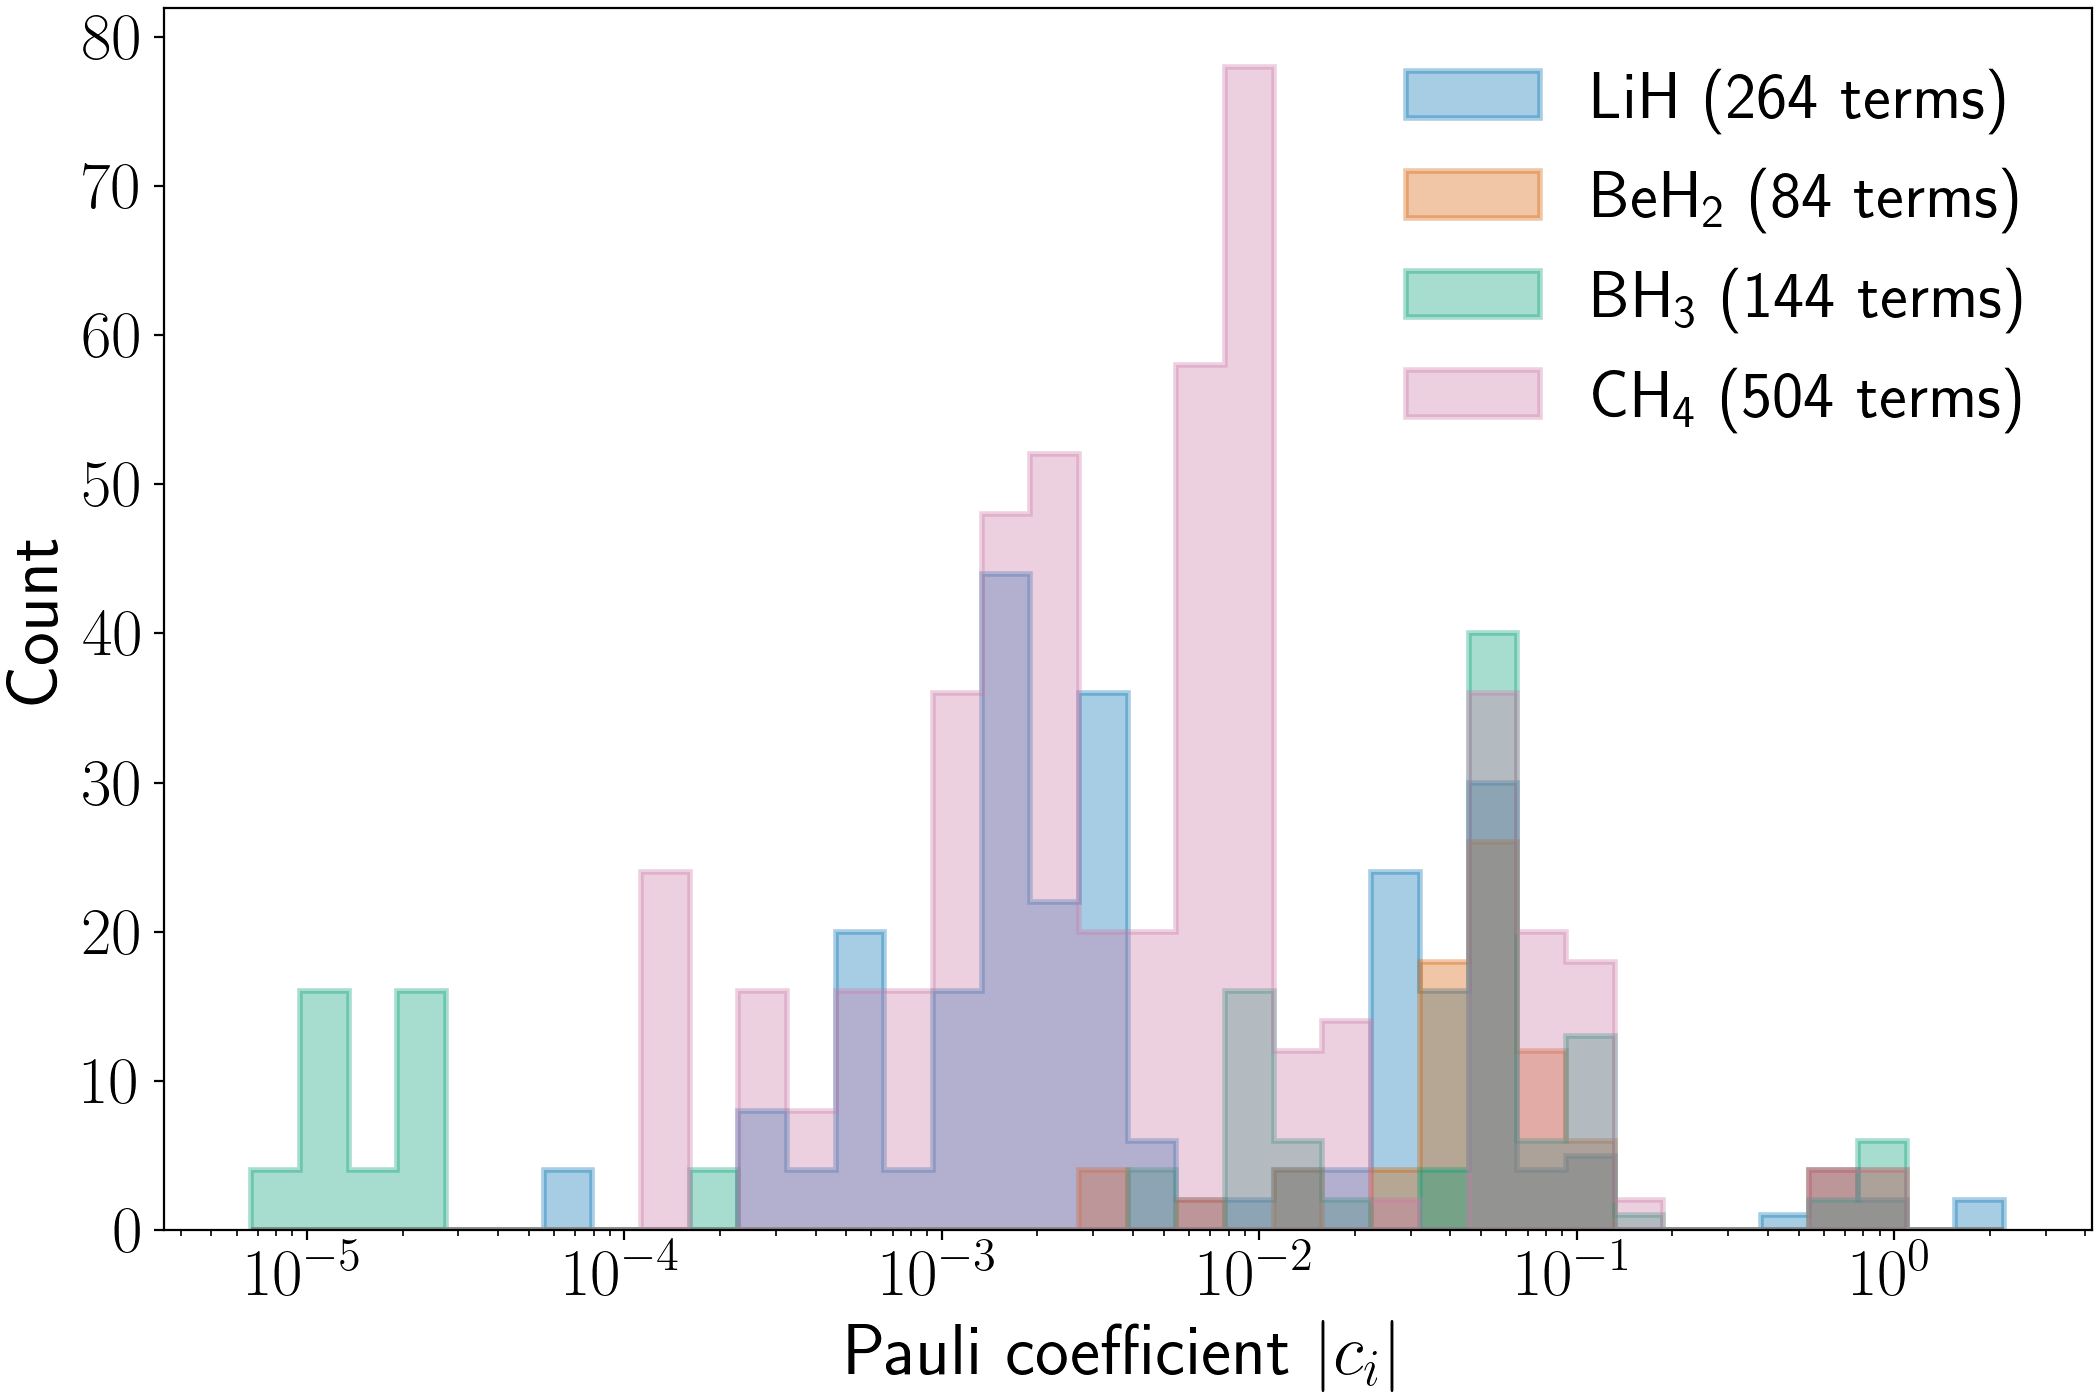 80
70
60
50
40
30
20
10
0
Count
LiH (264 terms)
BeH₂ (84 terms)
BH₃ (144 terms)
CH₄ (504 terms)
10⁻⁵ 10⁻⁴ 10⁻³ 10⁻² 10⁻¹ 10⁰
Pauli coefficient |cᵢ|